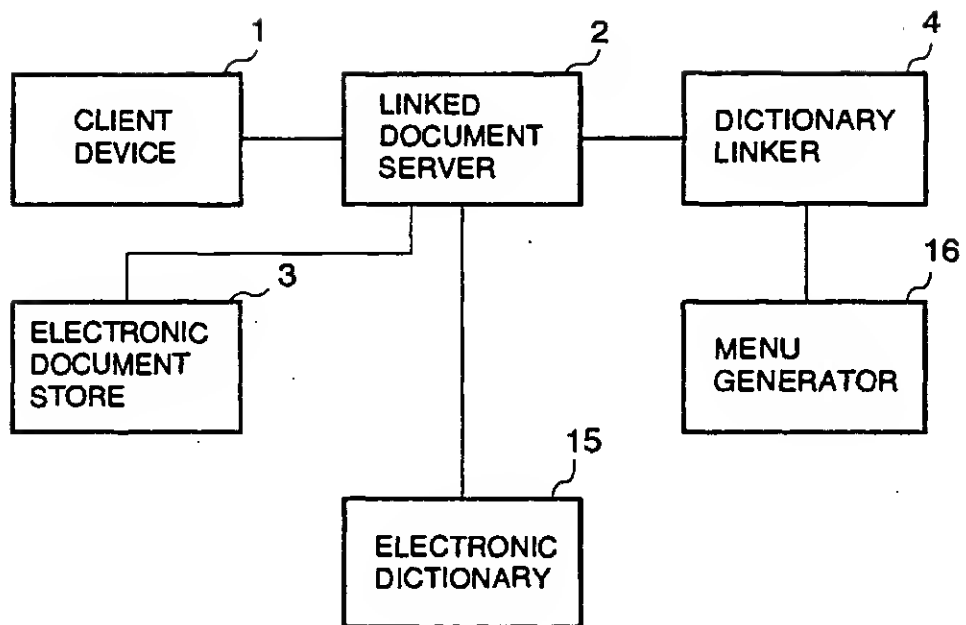 1
CLIENT
DEVICE
2
LINKED
DOCUMENT
SERVER
4
DICTIONARY
LINKER
3
ELECTRONIC
DOCUMENT
STORE
16
MENU
GENERATOR
15
ELECTRONIC
DICTIONARY